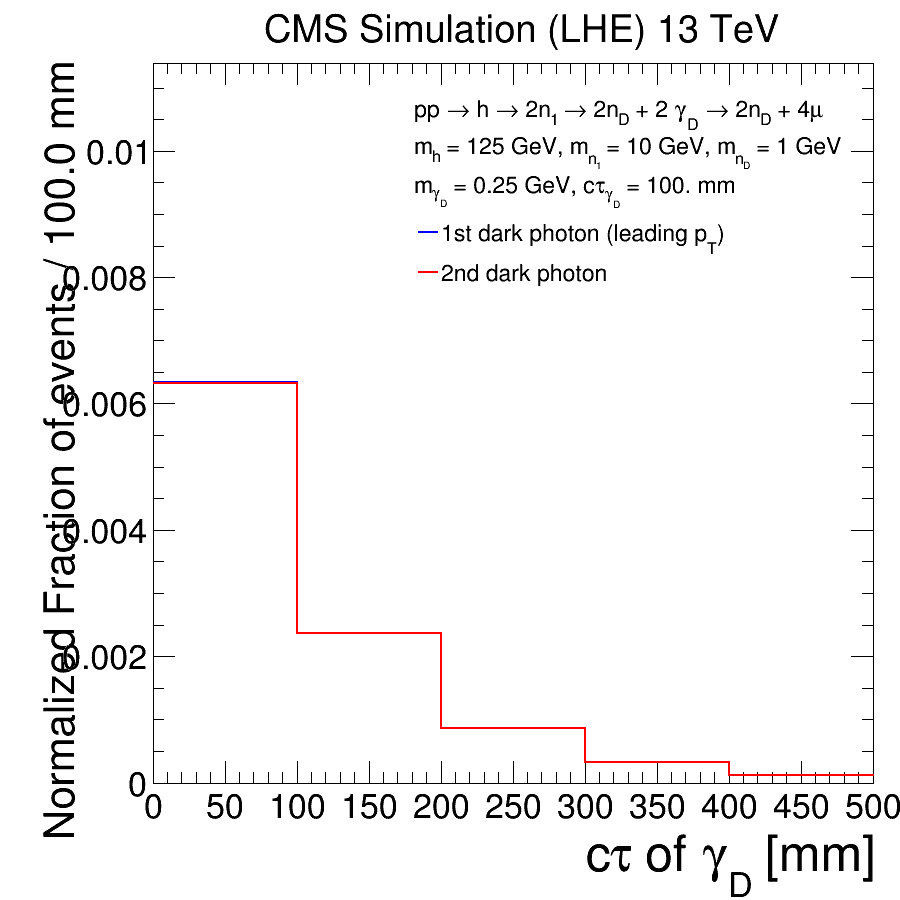 CMS Simulation (LHE) 13 TeV
pp → h → 2n1 → 2nD + 2 γD → 2nD + 4μ
mh = 125 GeV, mn1 = 10 GeV, mnD = 1 GeV
mγD = 0.25 GeV, cτγD = 100. mm
1st dark photon (leading pT)
2nd dark photon
Normalized Fraction of events / 100.0 mm
0.01
0.008
0.006
0.004
0.002
0
0 50 100 150 200 250 300 350 400 450 500
cτ of γD [mm]